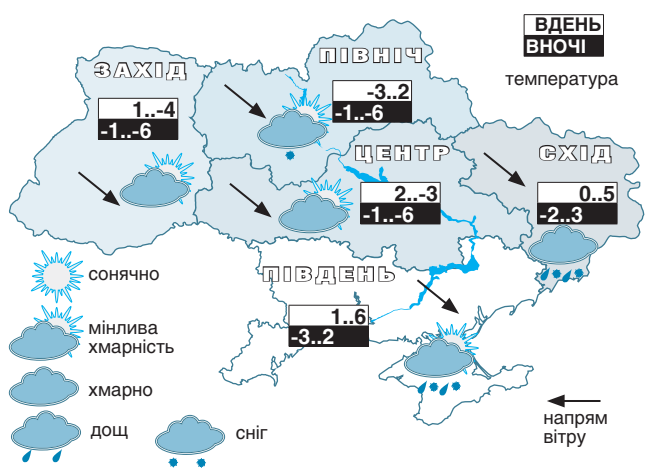 ВДЕНЬ
ВНОЧІ
температура
ПІВНІЧ
-3..2
-1..-6
ЗАХІД
1..-4
-1..-6
ЦЕНТР
2..-3
-1..-6
СХІД
0..5
-2..3
ПІВДЕНЬ
1..6
-3..2
сонячно
мінлива
хмарність
хмарно
дощ
сніг
напрям
вітру